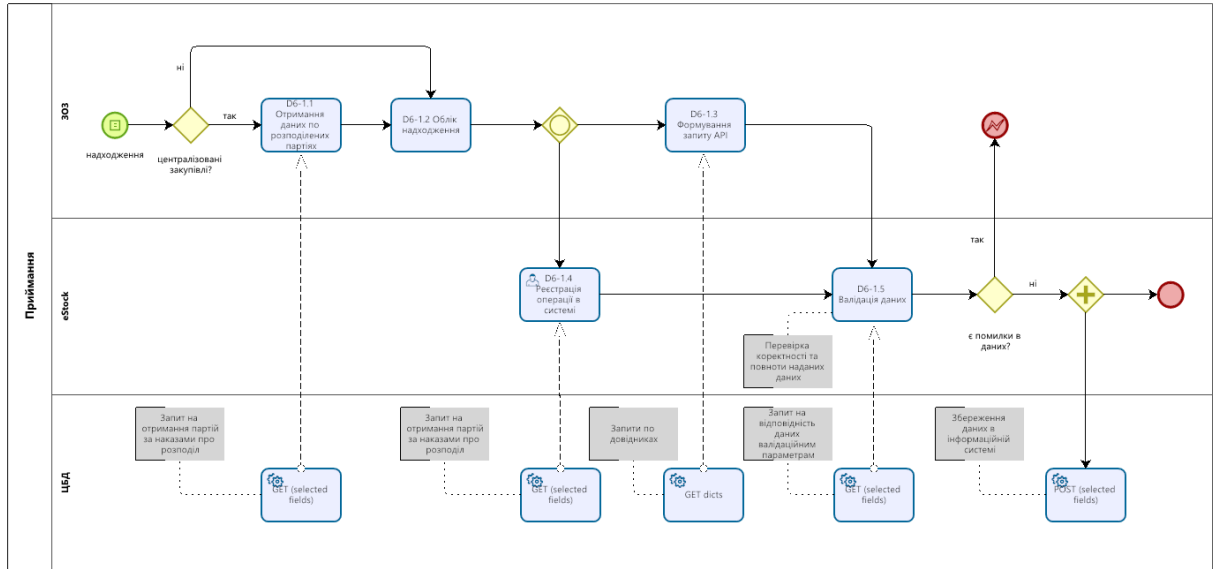 Приймання
ЗОЗ
надходження
ні
так
централізовані
закупівлі?
D6-1.1
Отримання
даних по
розподілених
партіях
D6-1.2 Облік
надходження
D6-1.3
Формування
запиту API
eStock
D6-1.4
Реєстрація
операції в
системі
D6-1.5
Валідація даних
Перевірка
коректності та
повноти наданих
даних
так
ні
є помилки в
даних?
ЦБД
Запит на
отримання партій
за наказами про
розподіл
GET (selected
fields)
Запит на
отримання партій
за наказами про
розподіл
GET (selected
fields)
Запити по
довідниках
GET dicts
Запит на
відповідність
даних
валідаційним
параметрам
GET (selected
fields)
Збереження
даних в
інформаційній
системі
POST (selected
fields)